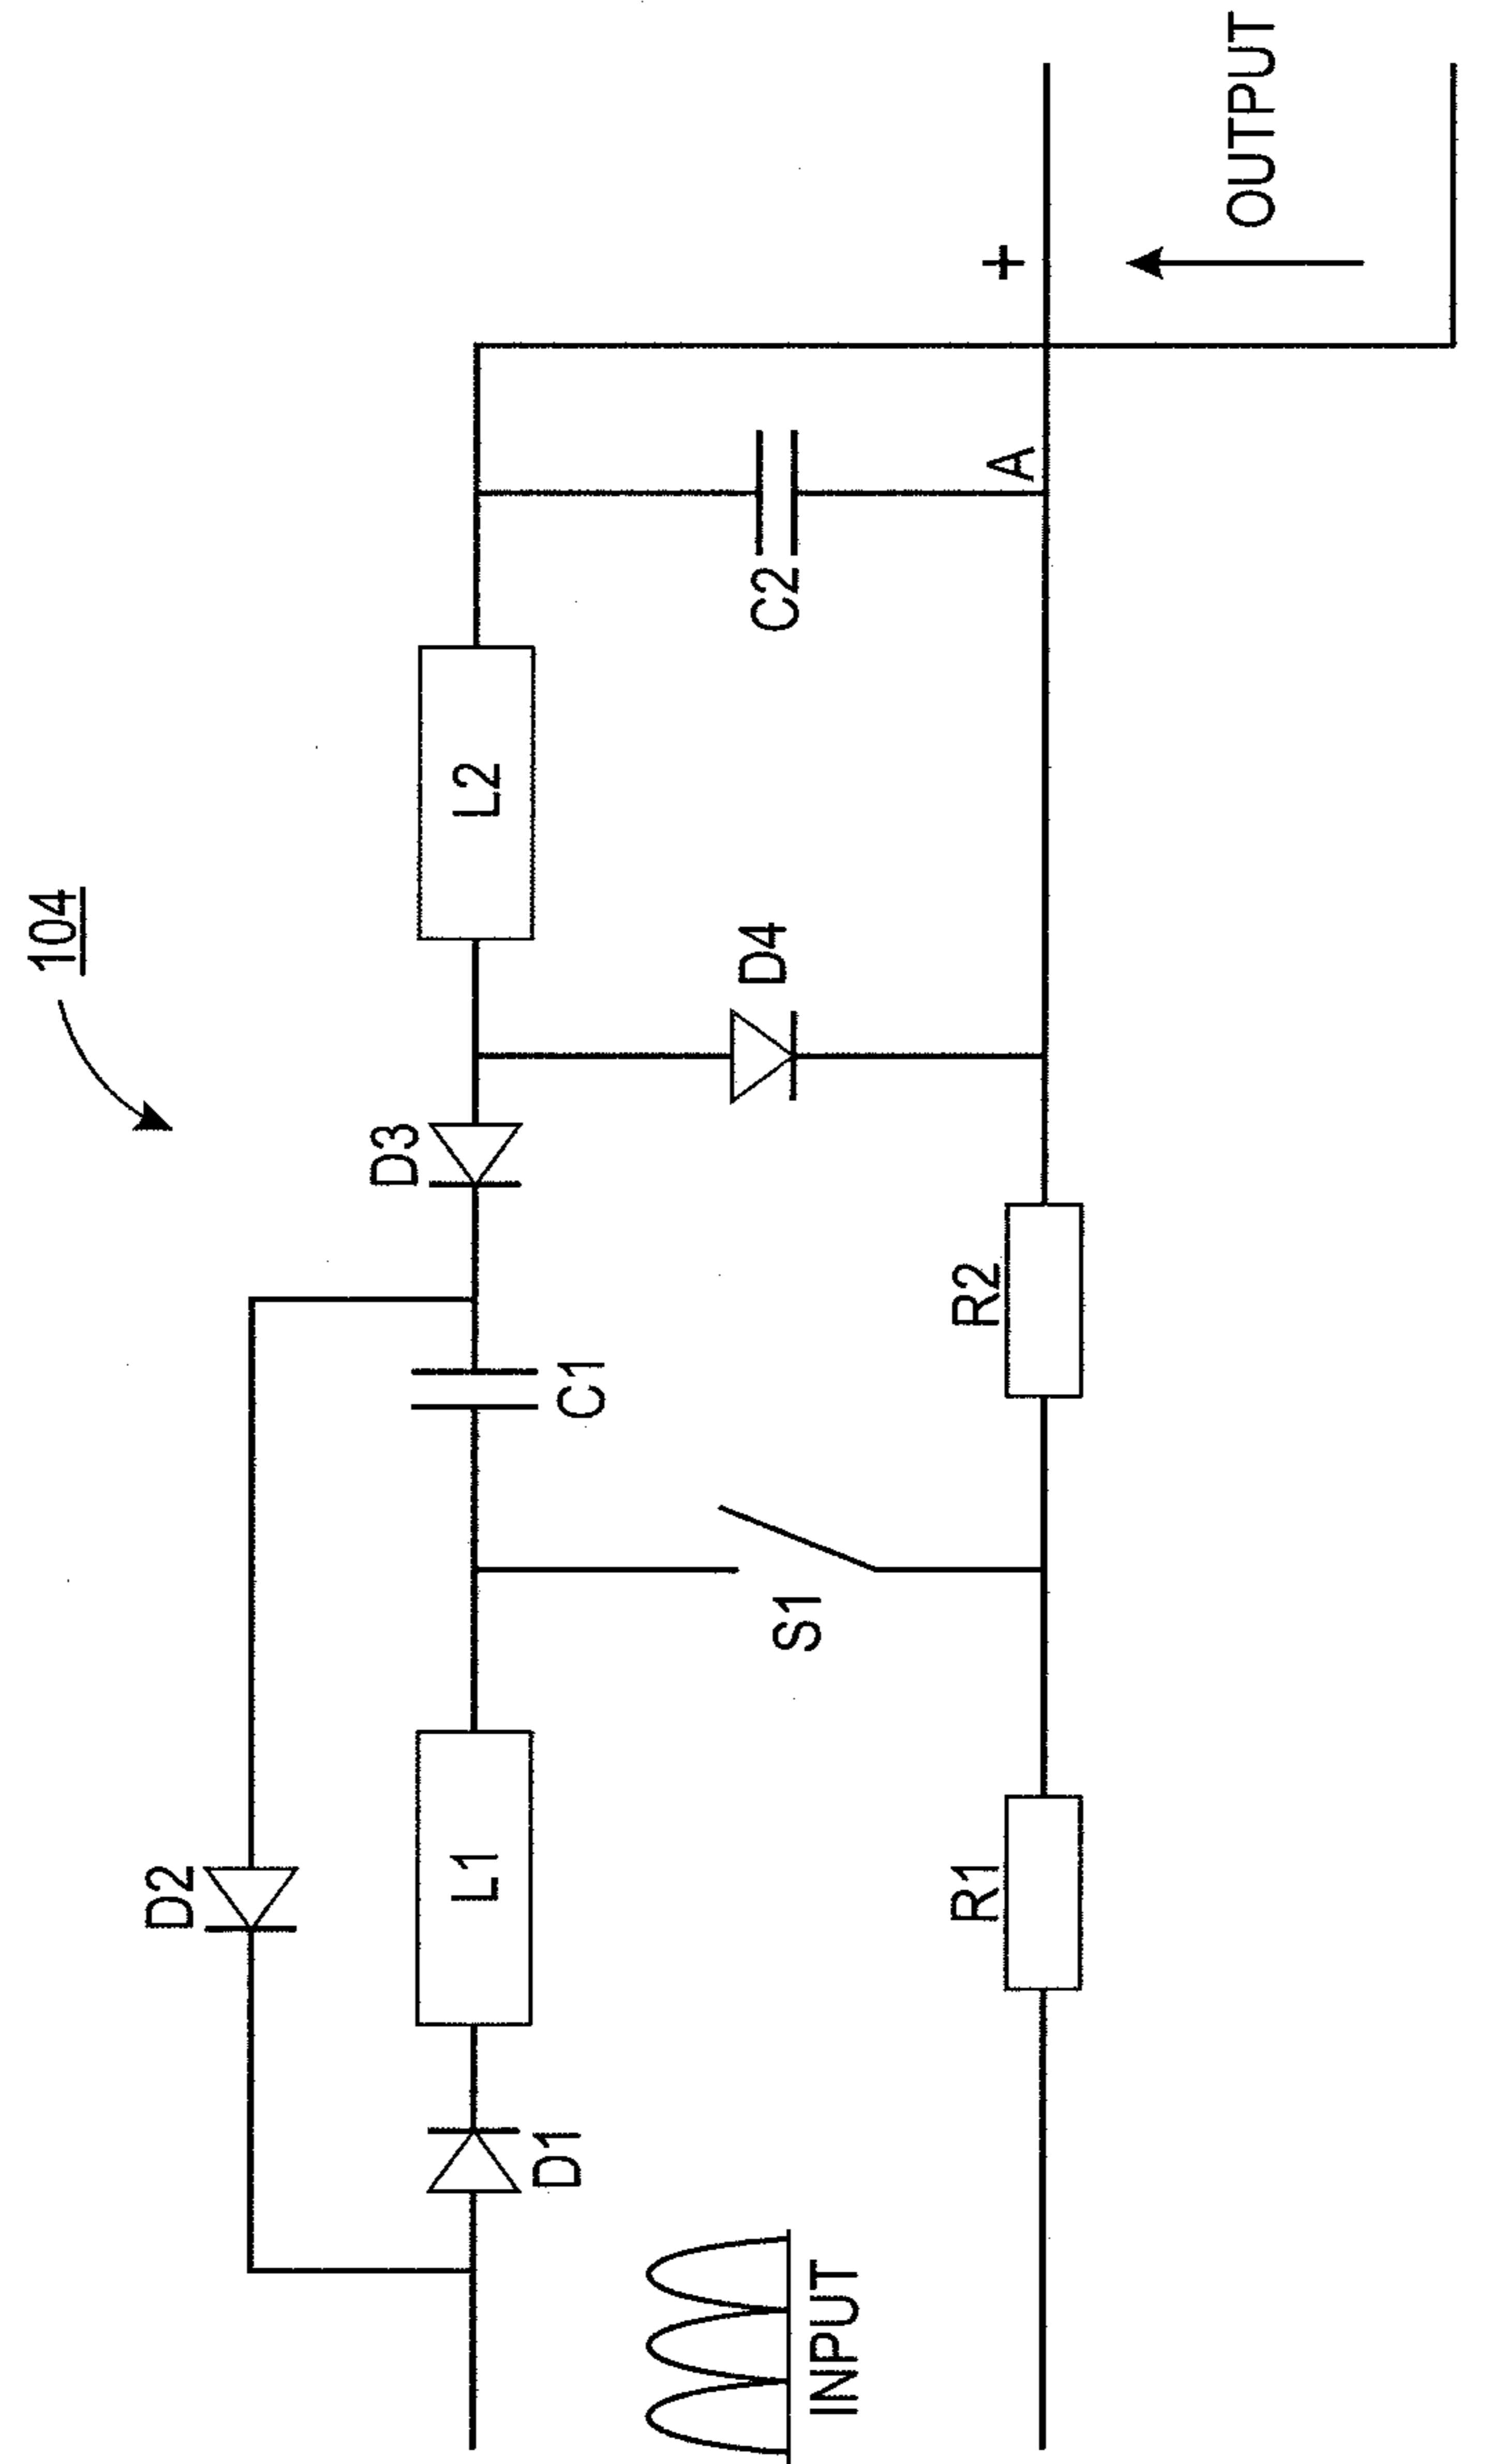 104
D2
D3
L1
L2
D1
C1
D4
C2
S1
INPUT
R1
R2
A
+
OUTPUT